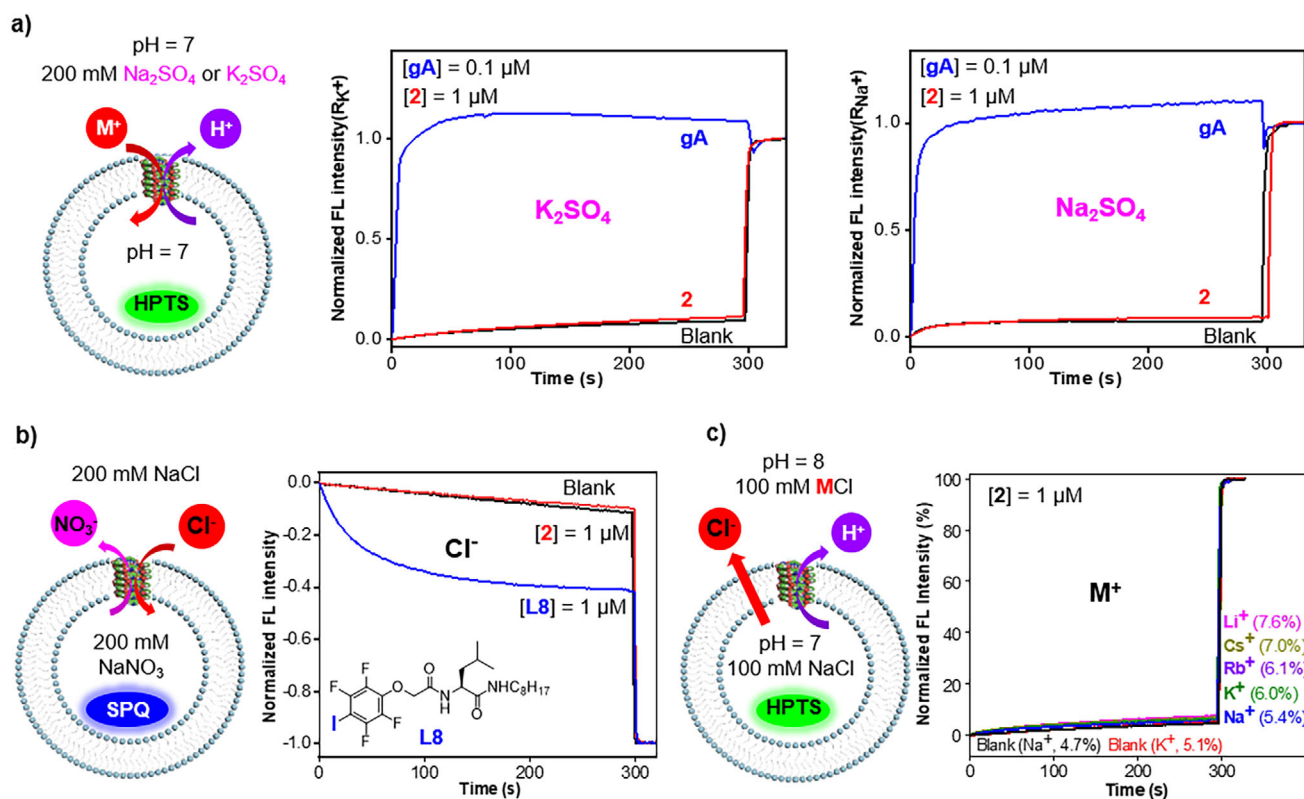 a)
pH = 7
200 mM Na₂SO₄ or K₂SO₄
M⁺
H⁺
pH = 7
HPTS
Normalized FL intensity(R_K⁺)
1.0
0.5
0.0
[gA] = 0.1 µM
[2] = 1 µM
gA
K₂SO₄
2
Blank
0
100
200
300
Time (s)
Normalized FL intensity (R_Na⁺)
1.0
0.5
0.0
[gA] = 0.1 µM
[2] = 1 µM
gA
Na₂SO₄
2
Blank
0
100
200
300
Time (s)
b)
200 mM NaCl
NO₃⁻
Cl⁻
200 mM
NaNO₃
SPQ
Normalized FL intensity
0.0
-0.2
-0.4
-0.6
-0.8
-1.0
Blank
[2] = 1 µM
Cl⁻
[L8] = 1 µM
F
F
O
O
H
N
N
H
O
NHC₈H₁₇
I
F
F
L8
0
100
200
300
Time (s)
c)
pH = 8
100 mM MCl
Cl⁻
H⁺
pH = 7
100 mM NaCl
HPTS
Normalized FL Intensity (%)
100
80
60
40
20
0
[2] = 1 µM
M⁺
Li⁺ (7.6%)
Cs⁺ (7.0%)
Rb⁺ (6.1%)
K⁺ (6.0%)
Na⁺ (5.4%)
Blank (Na⁺, 4.7%) Blank (K⁺, 5.1%)
0
100
200
300
400
Time (s)